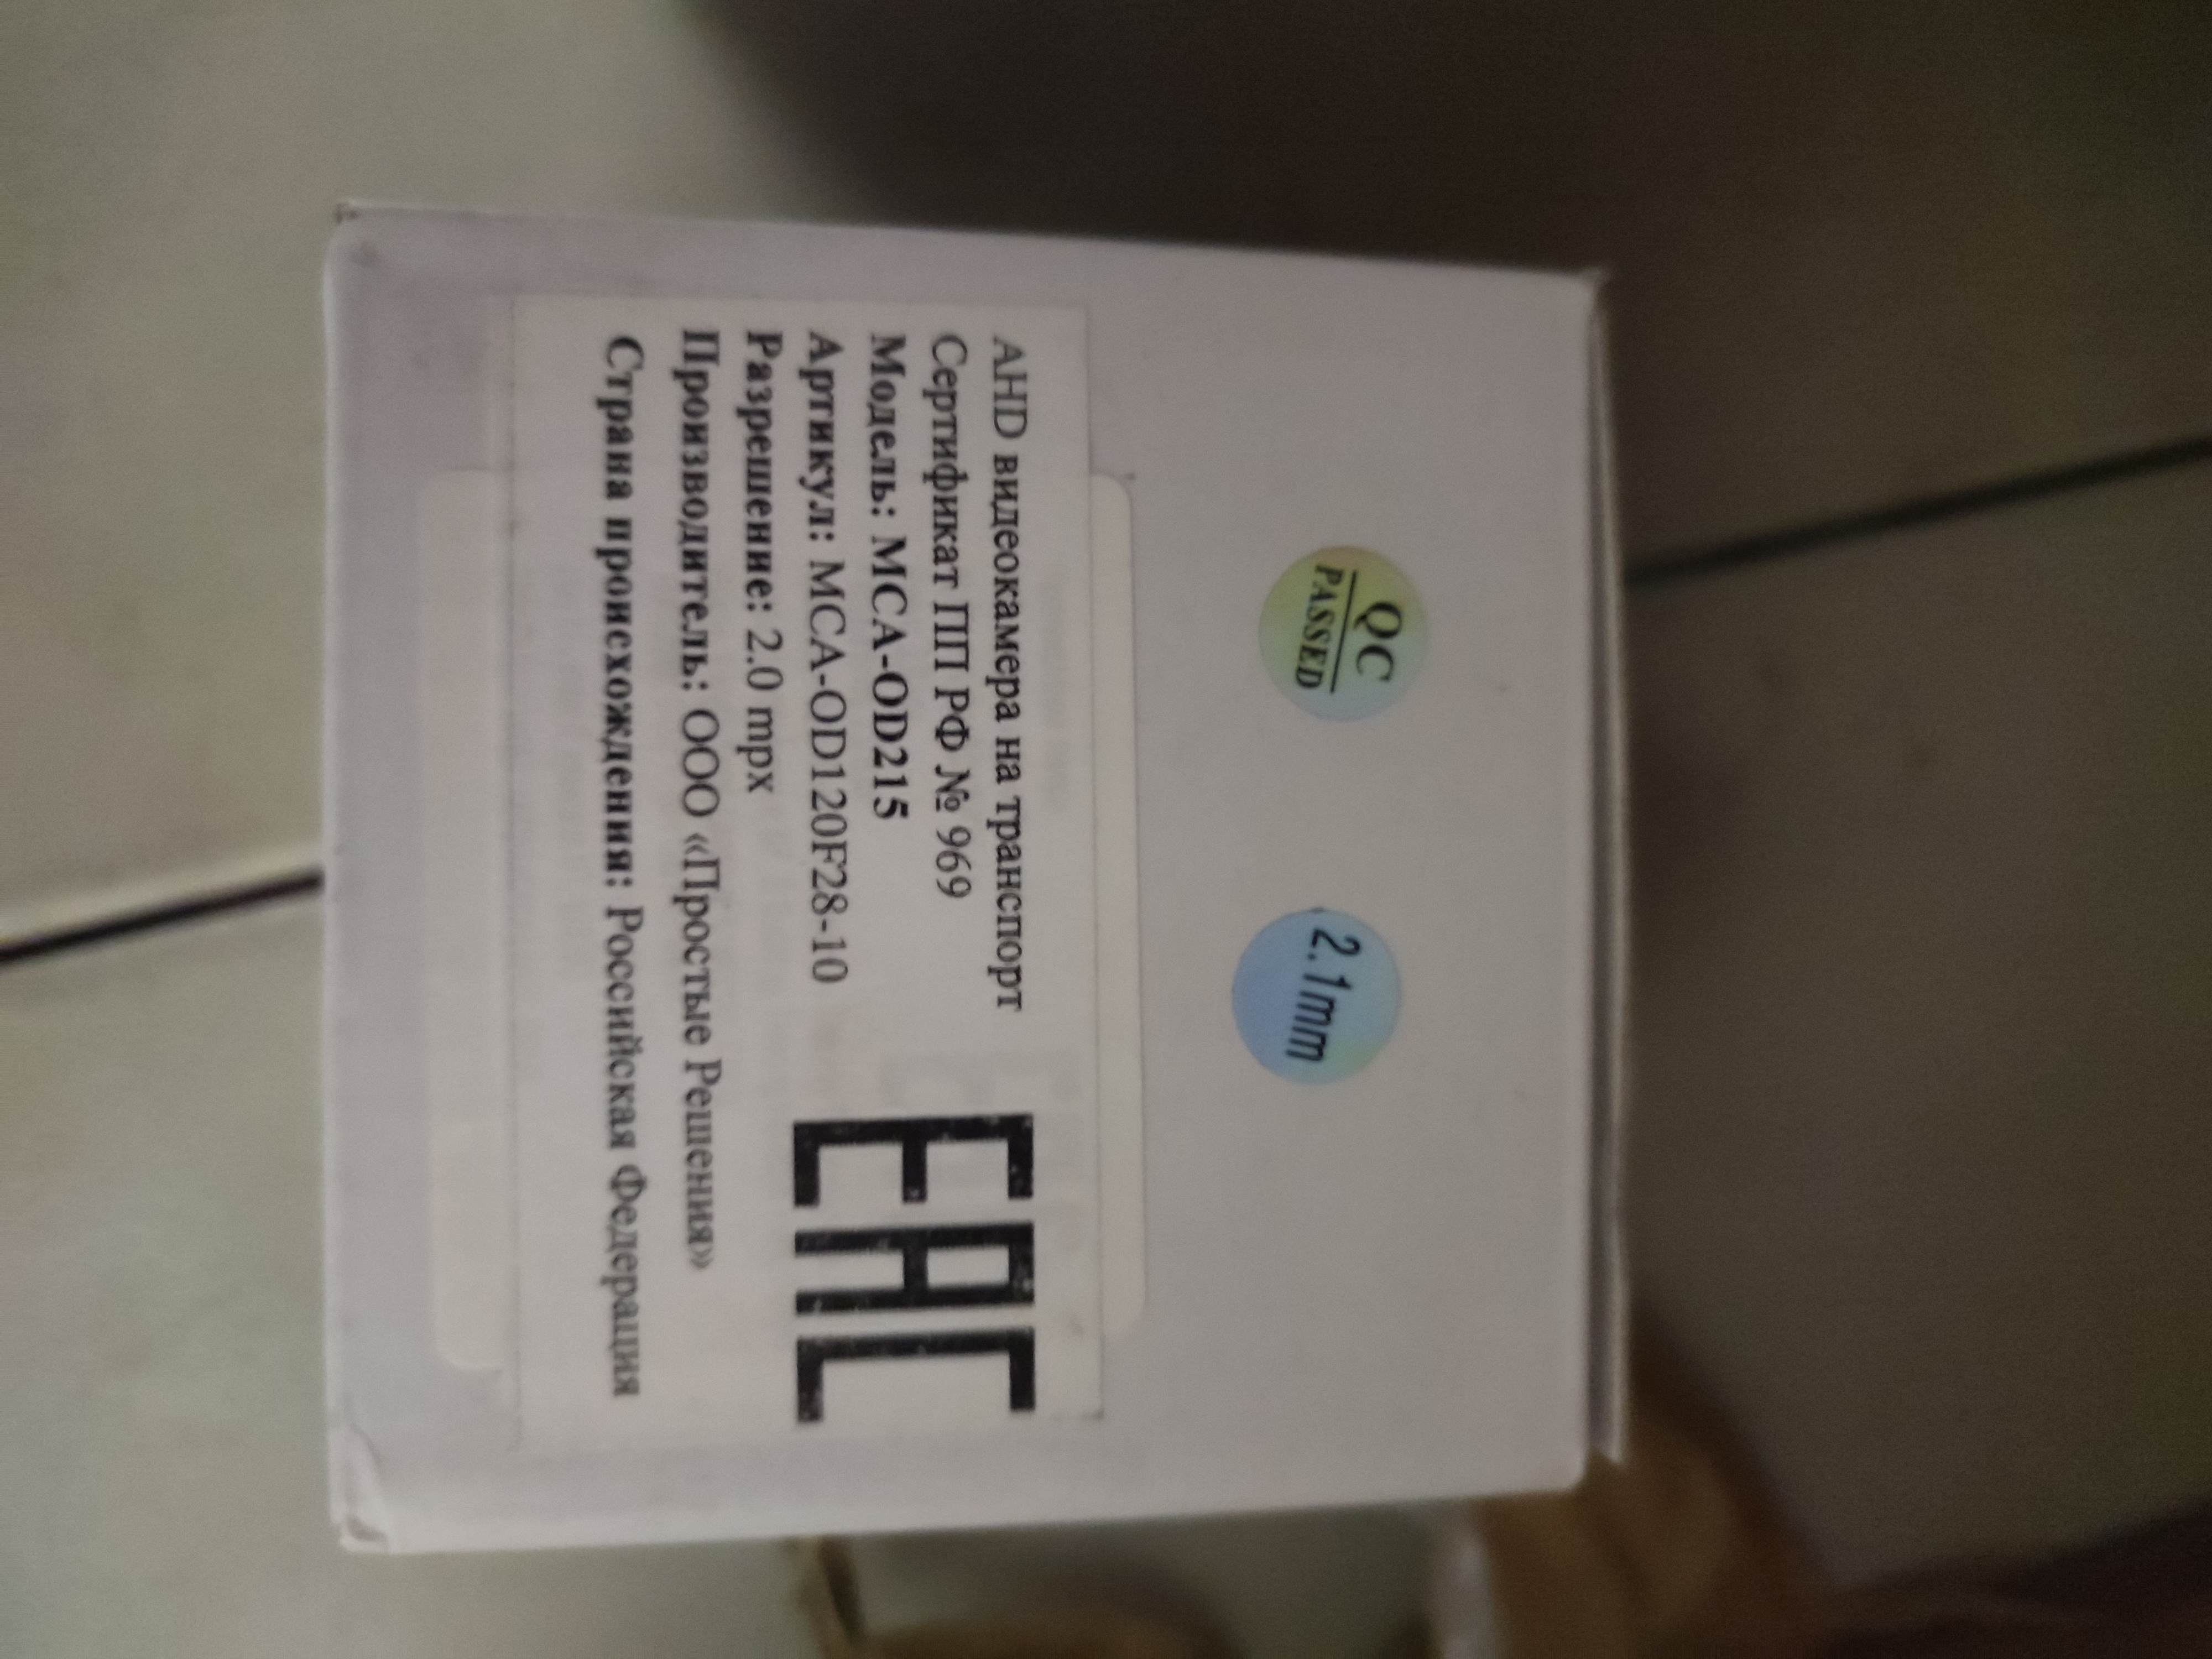 QC
PASSED
2.1mm
AHD видеокамера на транспорт
Сертификат ПП РФ № 969
Модель: MCA-OD215
Артикул: MCA-OD120F28-10
Разрешение: 2.0 mpx
Производитель: ООО «Простые Решения»
Страна происхождения: Российская Федерация
EAC